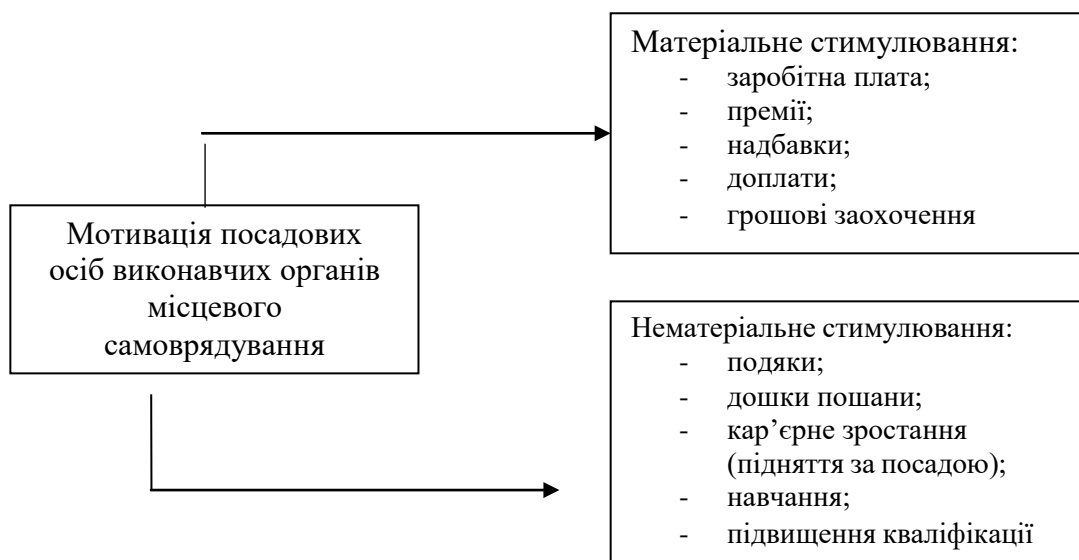 Мотивація посадових
осіб виконавчих органів
місцевого
самоврядування
Матеріальне стимулювання:
- заробітна плата;
- премії;
- надбавки;
- доплати;
- грошові заохочення
Нематеріальне стимулювання:
- подяки;
- дошки пошани;
- кар’єрне зростання
(підняття за посадою);
- навчання;
- підвищення кваліфікації